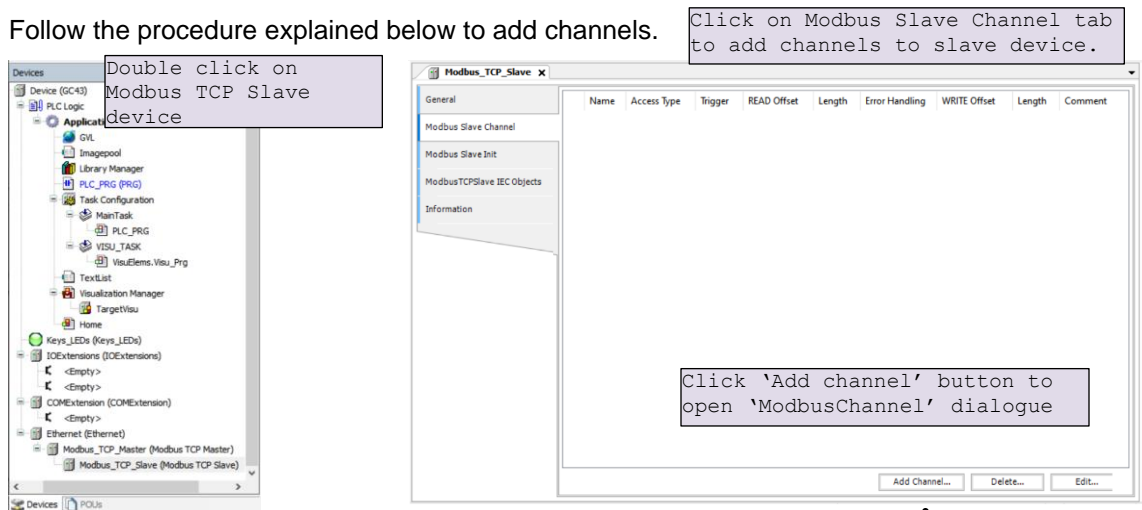 Follow the procedure explained below to add channels.
Click on Modbus Slave Channel tab
to add channels to slave device.
Devices
Double click on
Modbus TCP Slave
device
Device (GC43)
PLC Logic
GVL
Imagepool
Library Manager
PLC_PRG (PRG)
Task Configuration
MainTask
PLC_PRG
VISU_TASK
VisuElems.Visu_Prg
TextList
Visualization Manager
TargetVisu
Home
Keys_LEDs (Keys_LEDs)
IOExtensions (IOExtensions)
<Empty>
<Empty>
COMExtension (COMExtension)
<Empty>
Ethernet (Ethernet)
Modbus_TCP_Master (Modbus TCP Master)
Modbus_TCP_Slave (Modbus TCP Slave)
Devices POUs
Modbus_TCP_Slave X
General
Modbus Slave Channel
Modbus Slave Init
ModbusTCPSlave IEC Objects
Information
Name Access Type Trigger READ Offset Length Error Handling WRITE Offset Length Comment
Click ‘Add channel’ button to
open ‘ModbusChannel’ dialogue
Add Channel... Delete... Edit...